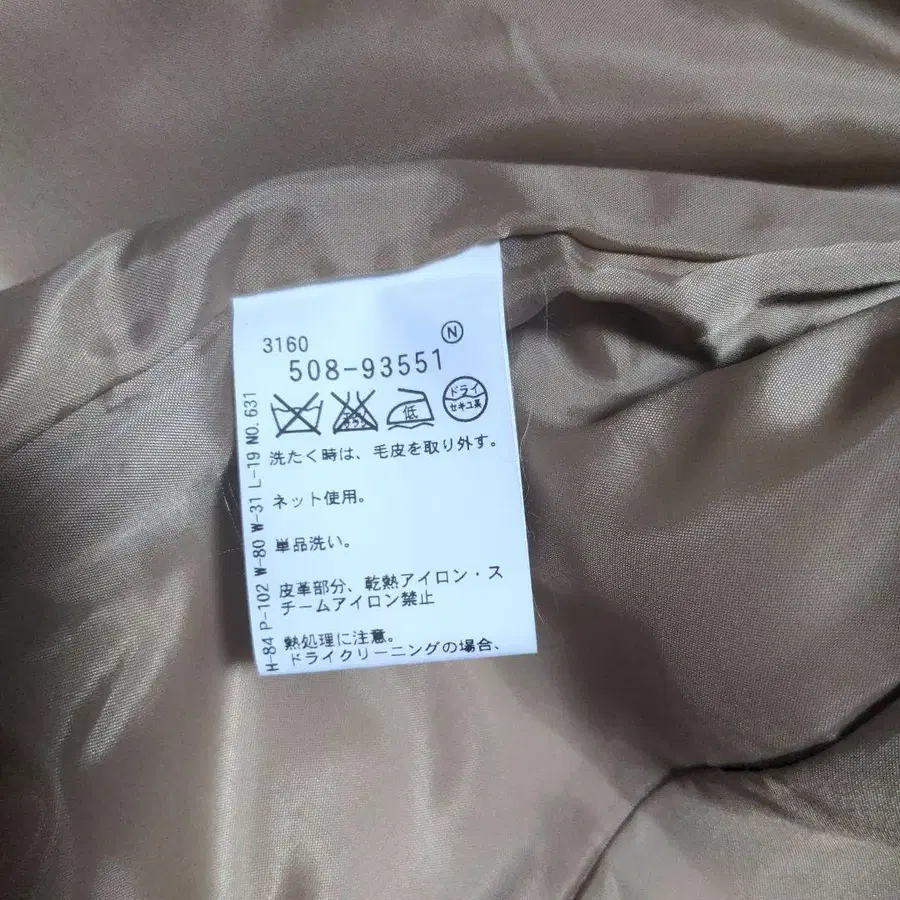 N
3160
508-93551
低
ドライ
セキユ系
洗たく時は、毛皮を取り外す。
ネット使用。
単品洗い。
皮革部分、乾熱アイロン・ス
チームアイロン禁止
熱処理に注意。
ドライクリーニングの場合、
H-84 P-102 W-80 W-31 L-19 NO.631